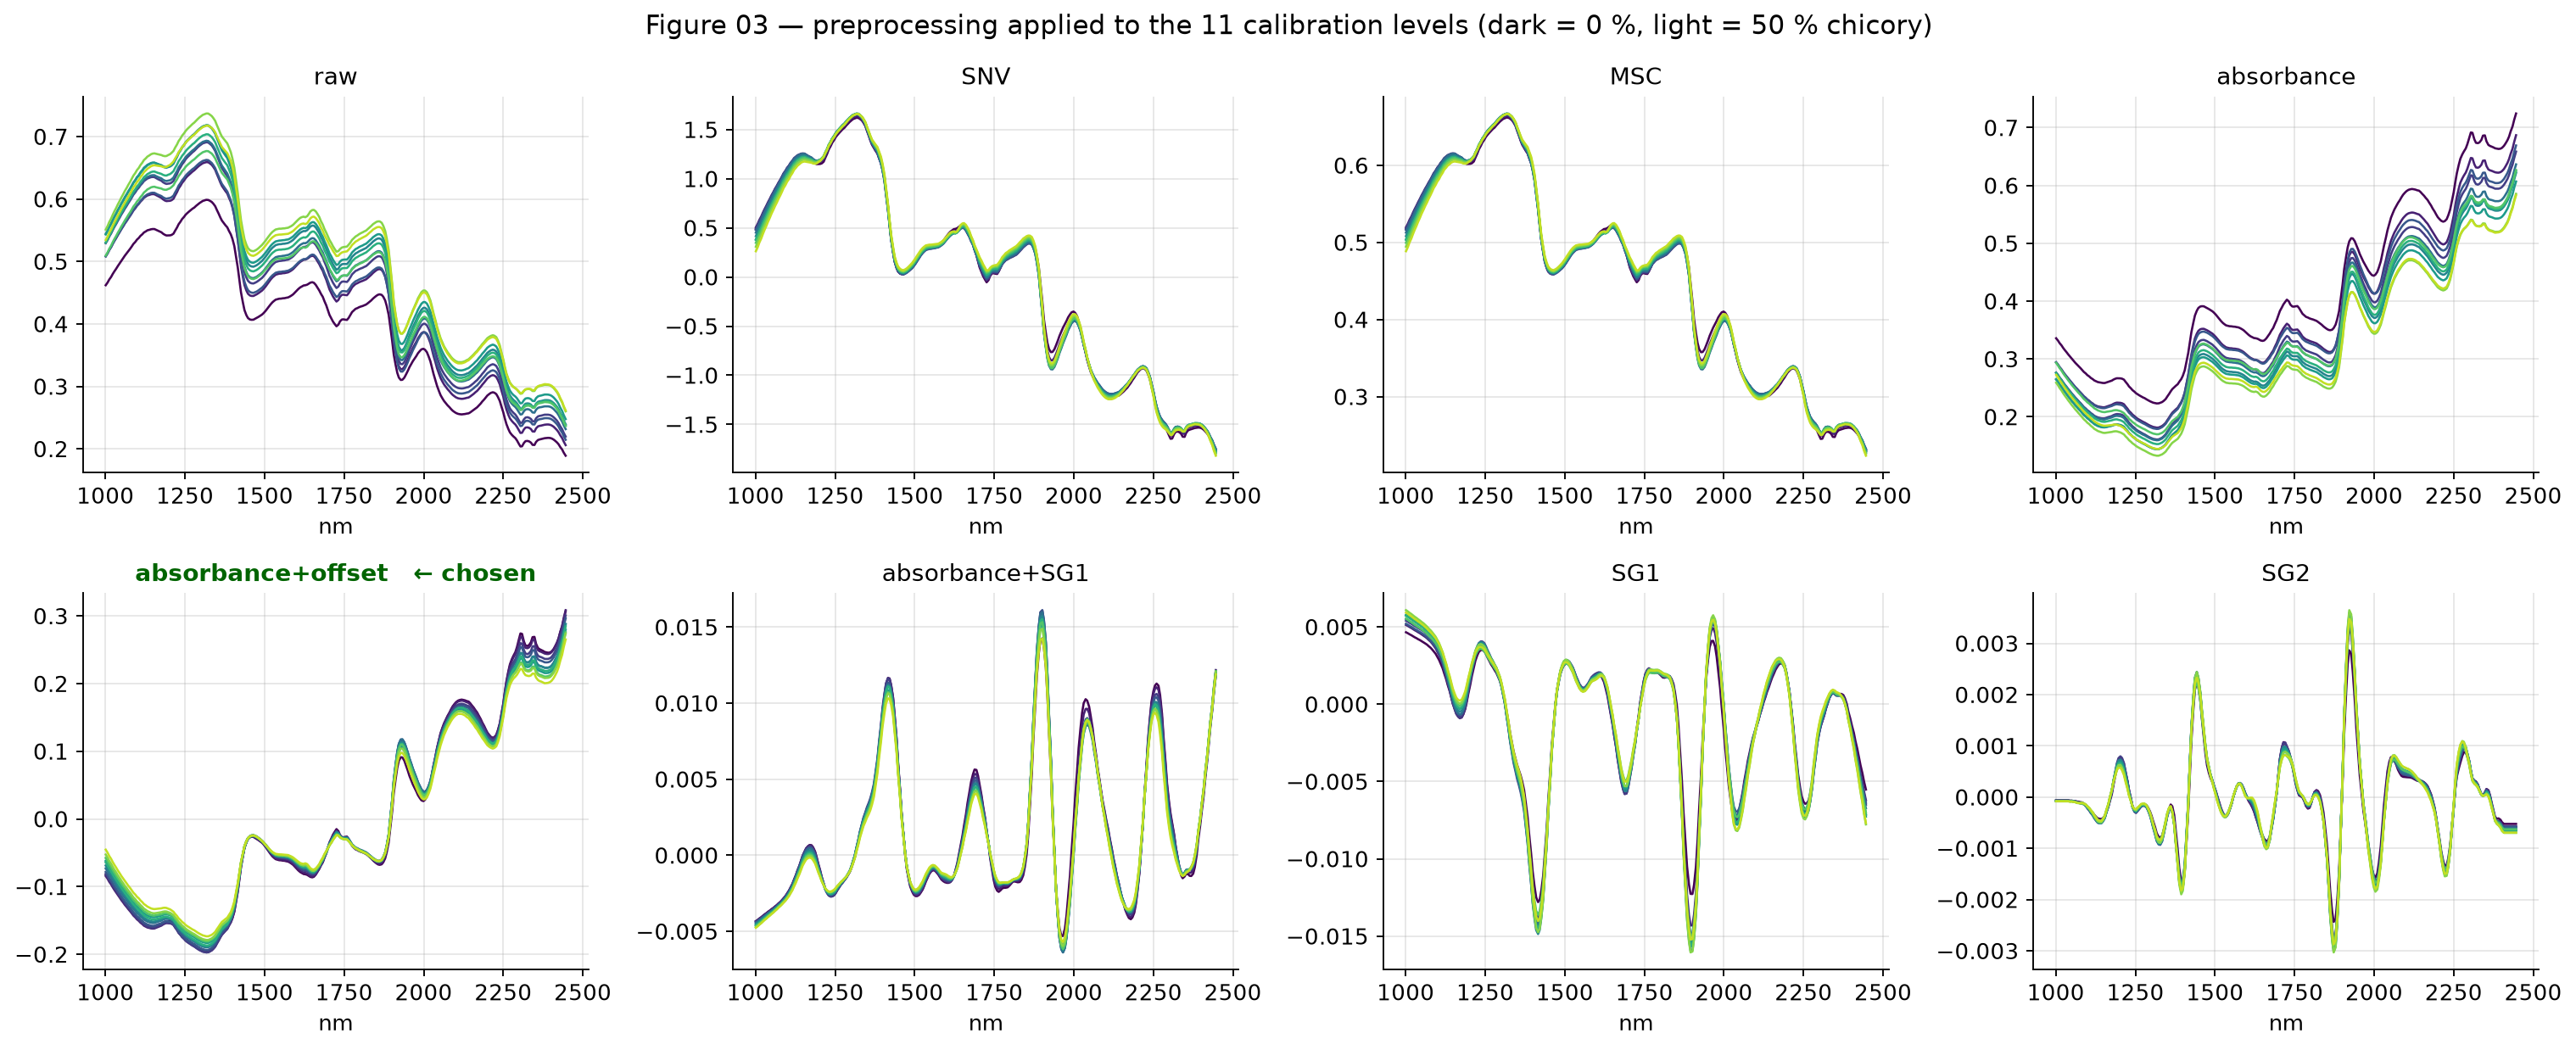 Figure 03 — preprocessing applied to the 11 calibration levels (dark = 0 %, light = 50 % chicory)
raw
0.7
0.6
0.5
0.4
0.3
0.2
1000 1250 1500 1750 2000 2250 2500
nm
SNV
1.5
1.0
0.5
0.0
−0.5
−1.0
−1.5
1000 1250 1500 1750 2000 2250 2500
nm
MSC
0.6
0.5
0.4
0.3
1000 1250 1500 1750 2000 2250 2500
nm
absorbance
0.7
0.6
0.5
0.4
0.3
0.2
1000 1250 1500 1750 2000 2250 2500
nm
absorbance+offset ← chosen
0.3
0.2
0.1
0.0
−0.1
−0.2
1000 1250 1500 1750 2000 2250 2500
nm
absorbance+SG1
0.015
0.010
0.005
0.000
−0.005
1000 1250 1500 1750 2000 2250 2500
nm
SG1
0.005
0.000
−0.005
−0.010
−0.015
1000 1250 1500 1750 2000 2250 2500
nm
SG2
0.003
0.002
0.001
0.000
−0.001
−0.002
−0.003
1000 1250 1500 1750 2000 2250 2500
nm